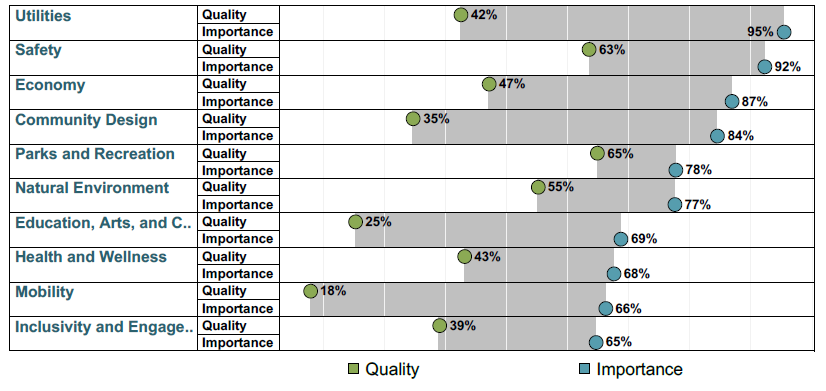 Utilities Quality 42%
Importance 95%
Safety Quality 63%
Importance 92%
Economy Quality 47%
Importance 87%
Community Design Quality 35%
Importance 84%
Parks and Recreation Quality 65%
Importance 78%
Natural Environment Quality 55%
Importance 77%
Education, Arts, and C.. Quality 25%
Importance 69%
Health and Wellness Quality 43%
Importance 68%
Mobility Quality 18%
Importance 66%
Inclusivity and Engage.. Quality 39%
Importance 65%
Quality Importance